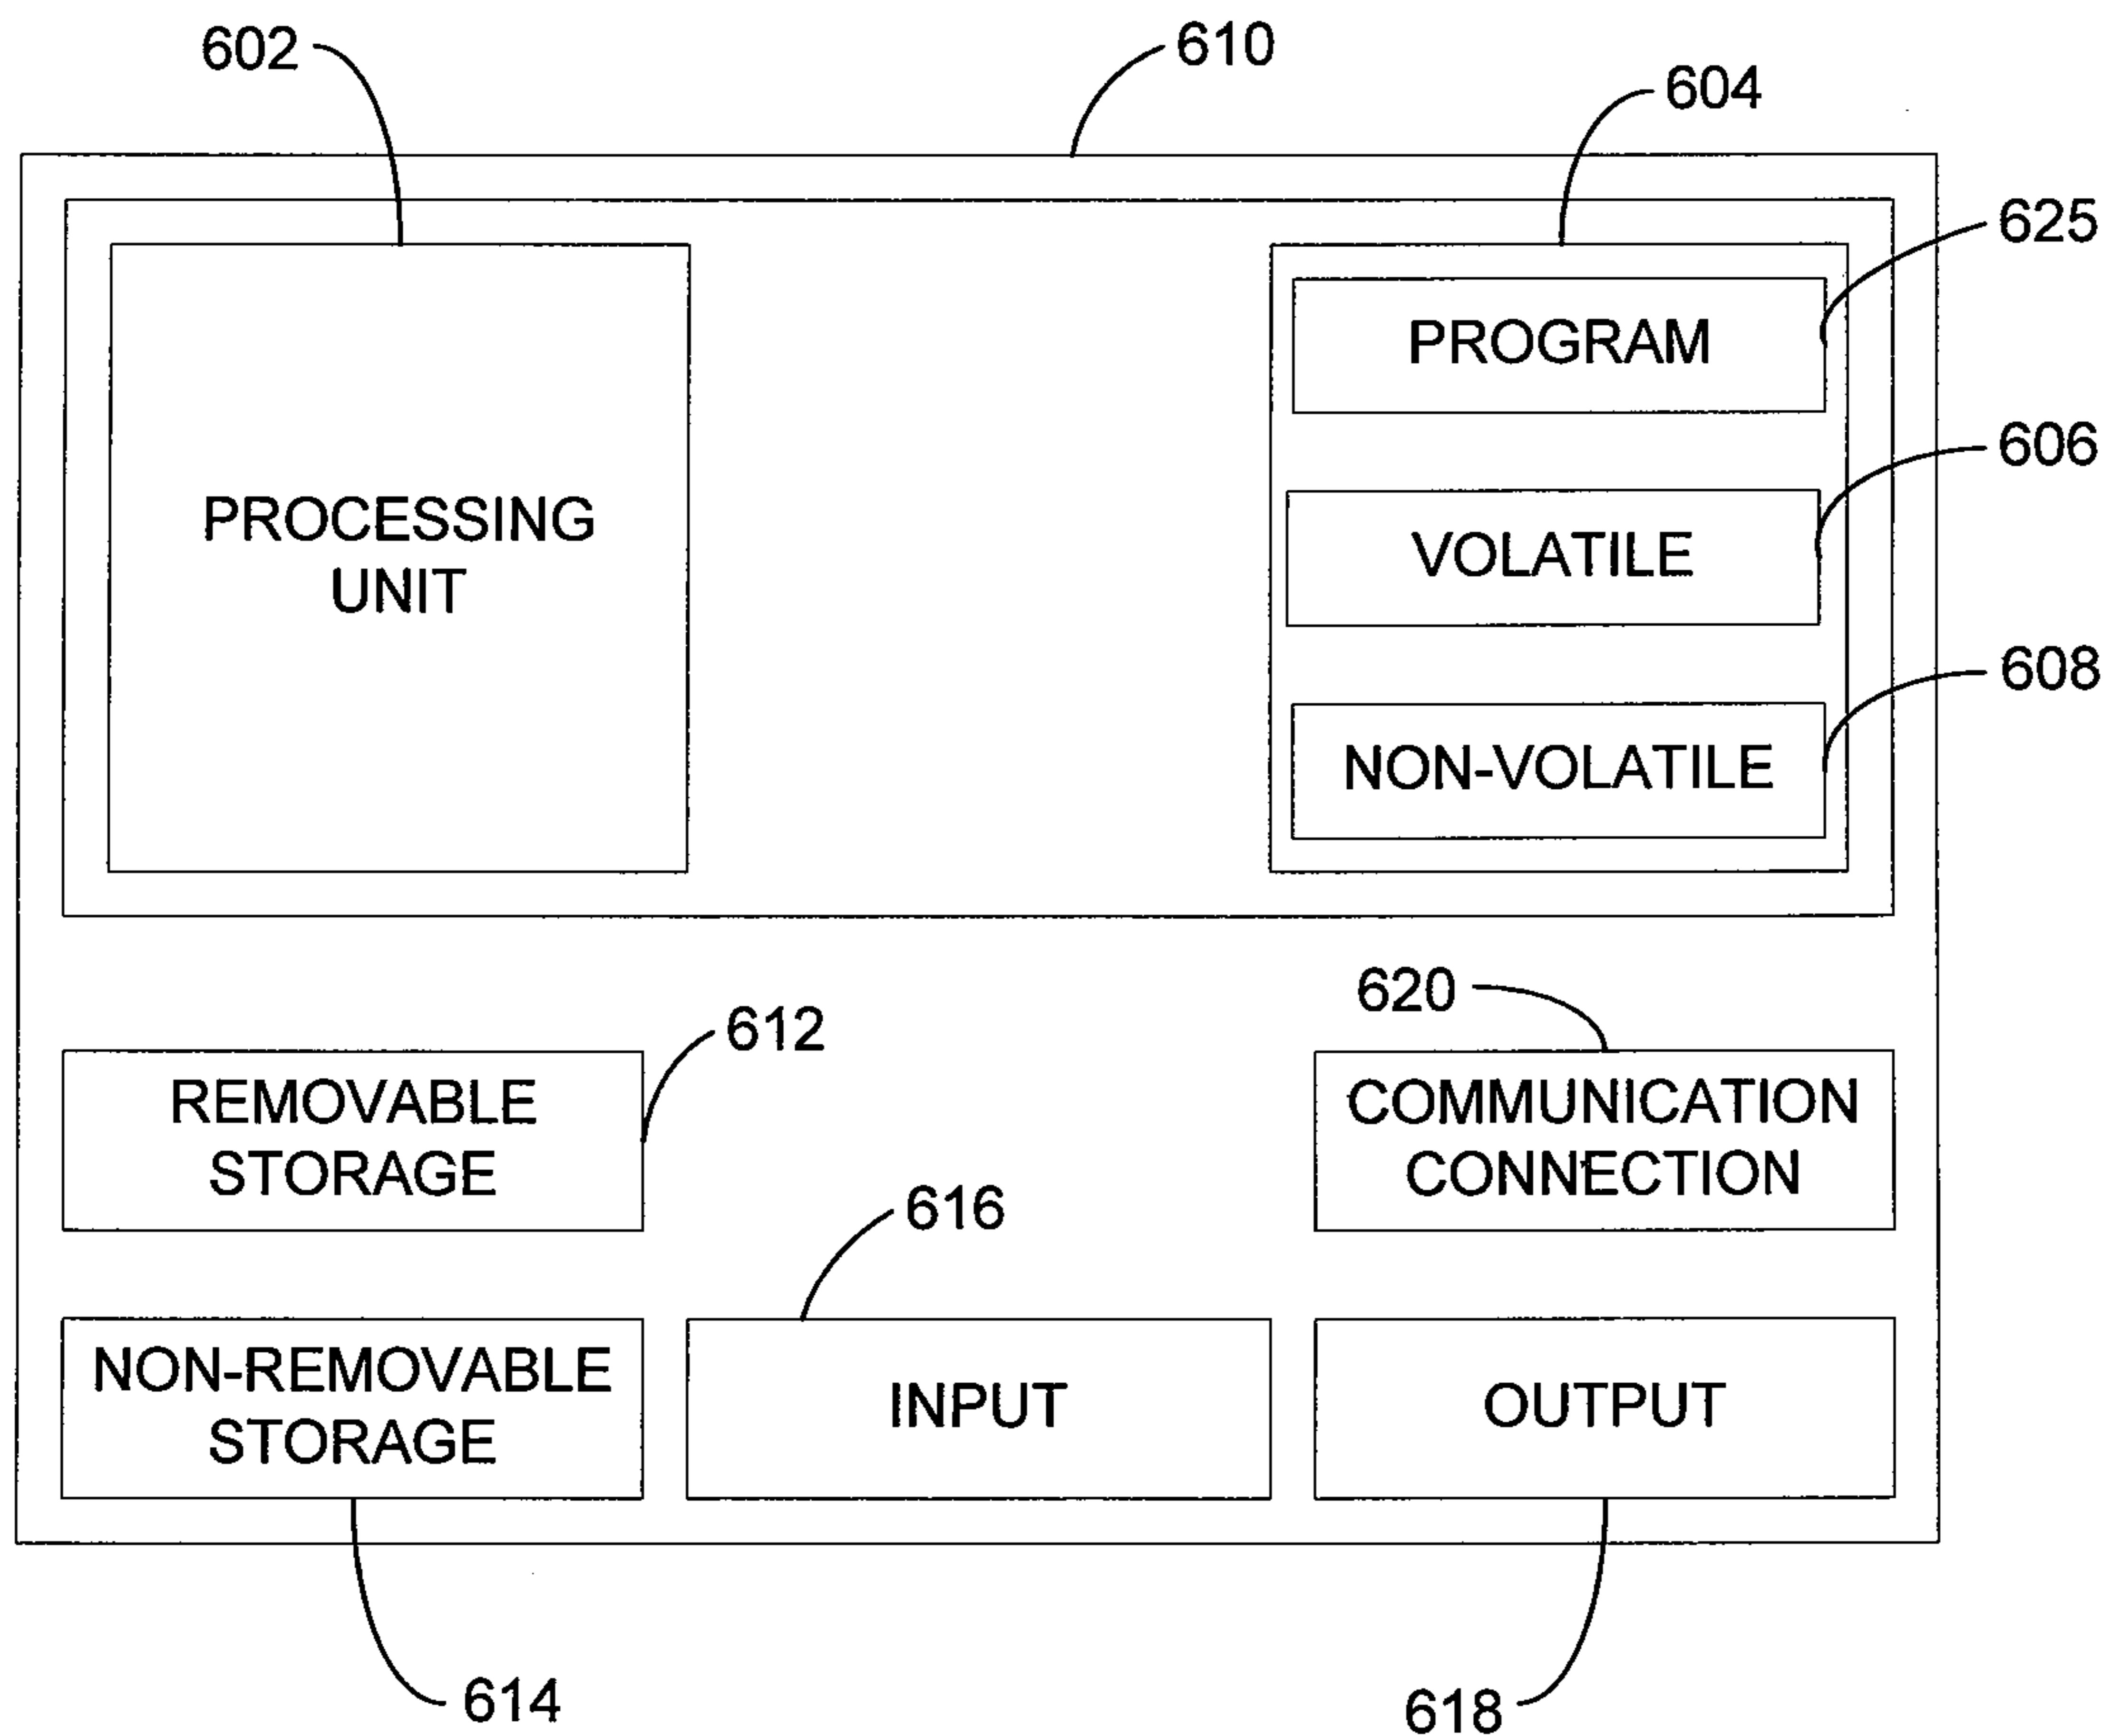 602
610
604
625
PROGRAM
606
PROCESSING
UNIT
VOLATILE
608
NON-VOLATILE
620
612
REMOVABLE
STORAGE
COMMUNICATION
CONNECTION
616
NON-REMOVABLE
STORAGE
INPUT
OUTPUT
614
618